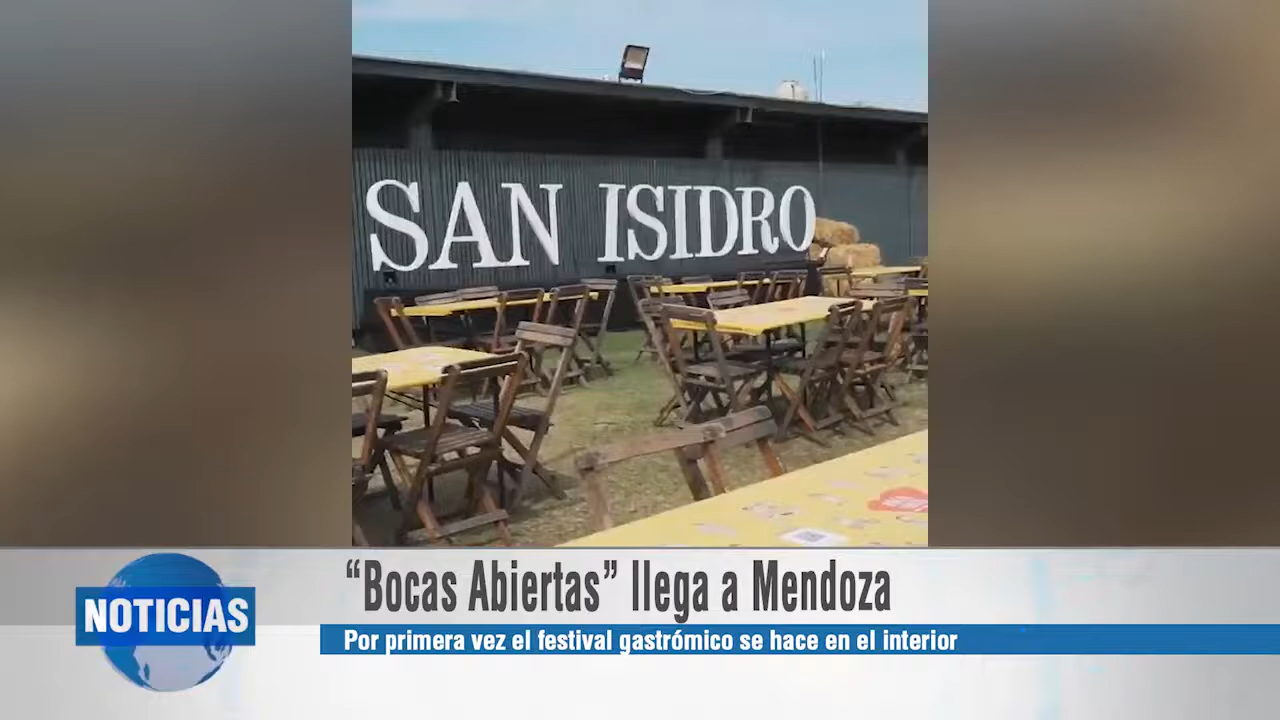 SAN ISIDRO
“Bocas Abiertas” llega a Mendoza
NOTICIAS
Por primera vez el festival gastrómico se hace en el interior